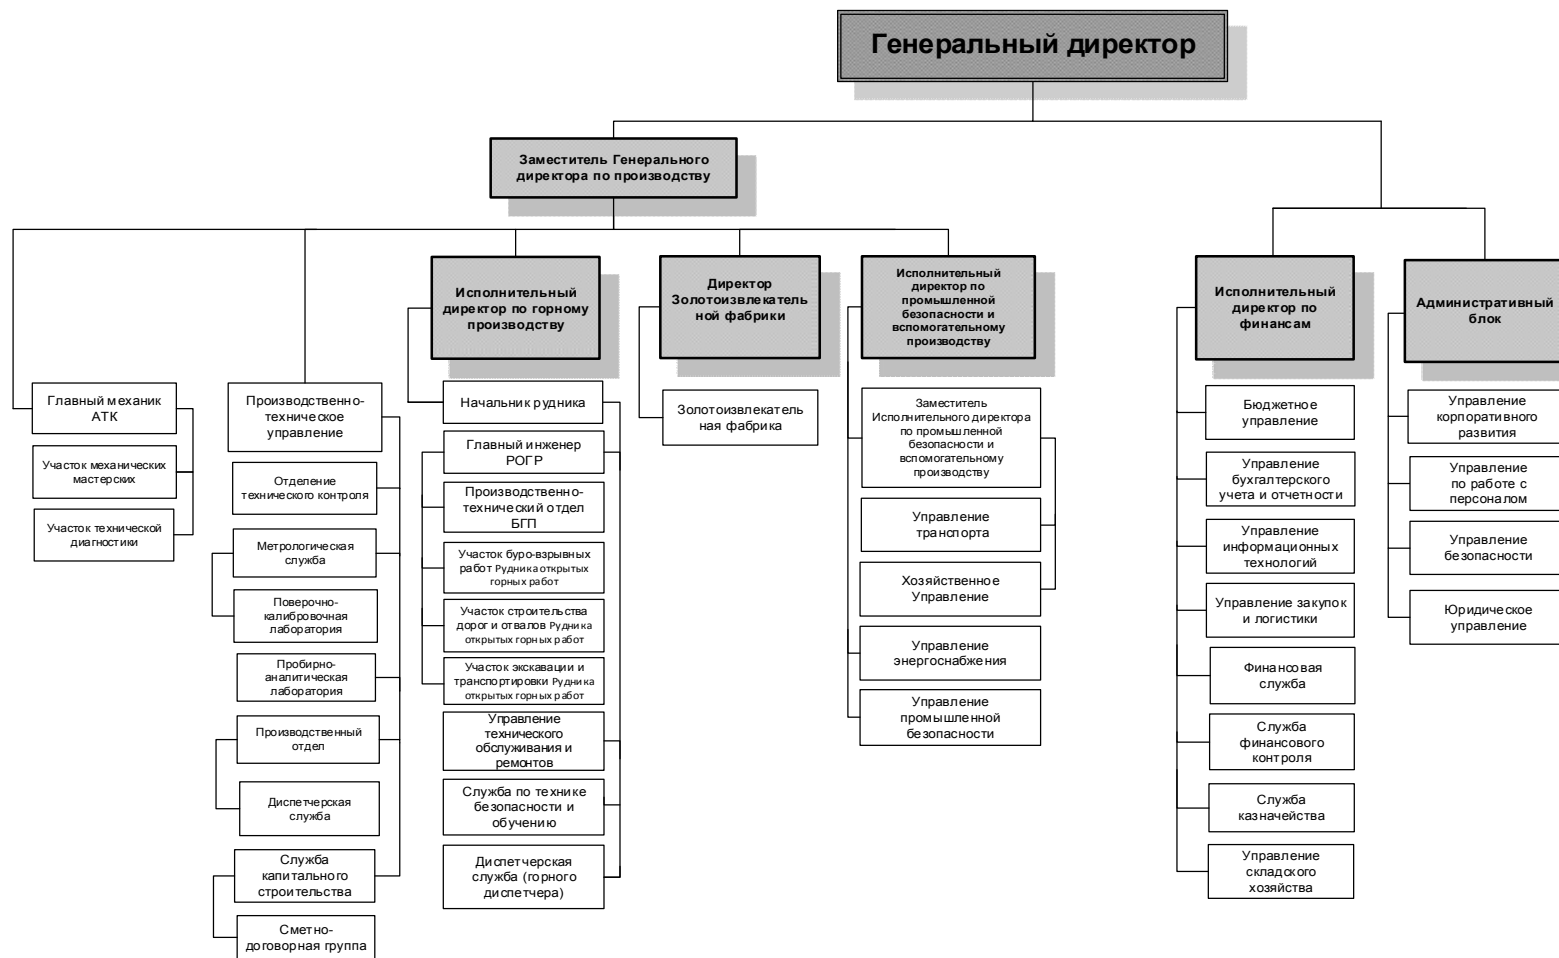 Генеральный директор
Заместитель Генерального
директора по производству
Исполнительный
директор по горному
производству
Директор
Золотоизвлекатель
ной фабрики
Исполнительный
директор по
промышленной
безопасности и
вспомогательному
производству
Исполнительный
директор по
финансам
Административный
блок
Главный механик
АТК
Участок механических
мастерских
Участок технической
диагностики
Производственно-
техническое
управление
Отделение
технического контроля
Метрологическая
служба
Поверочно-
калибровочная
лаборатория
Пробирно-
аналитическая
лаборатория
Производственный
отдел
Диспетчерская
служба
Служба
капитального
строительства
Сметно-
договорная группа
Начальник рудника
Главный инженер
РОГР
Производственно-
технический отдел
БГП
Участок буро-взрывных
работ Рудника открытых
горных работ
Участок строительства
дорог и отвалов Рудника
открытых горных работ
Участок экскавации и
транспортировки Рудника
открытых горных работ
Управление
технического
обслуживания и
ремонтов
Служба по технике
безопасности и
обучению
Диспетчерская
служба (горного
диспетчера)
Золотоизвлекатель
ная фабрика
Заместитель
Исполнительного директора
по промышленной
безопасности и
вспомогательному
производству
Управление
транспорта
Хозяйственное
Управление
Управление
энергоснабжения
Управление
промышленной
безопасности
Бюджетное
управление
Управление
бухгалтерского
учета и отчетности
Управление
информационных
технологий
Управление закупок
и логистики
Финансовая
служба
Служба
финансового
контроля
Служба
казначейства
Управление
складского
хозяйства
Управление
корпоративного
развития
Управление
по работе с
персоналом
Управление
безопасности
Юридическое
управление